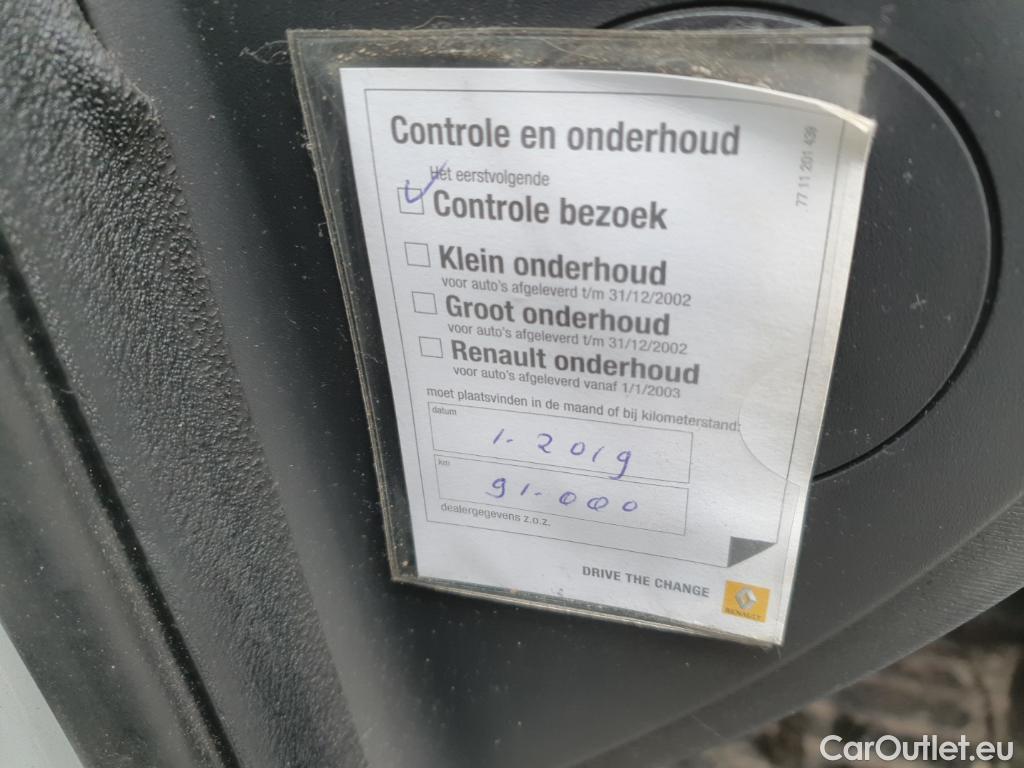 Controle en onderhoud
77 11 201 439
Hét eerstvolgende
Controle bezoek
Klein onderhoud
voor auto's afgeleverd t/m 31/12/2002
Groot onderhoud
voor auto's afgeleverd t/m 31/12/2002
Renault onderhoud
voor auto's afgeleverd vanaf 1/1/2003
moet plaatsvinden in de maand of bij kilometerstand:
datum
1-2019
km
91.000
dealergegevens z.o.z.
DRIVE THE CHANGE
RENAULT
CarOutlet.eu